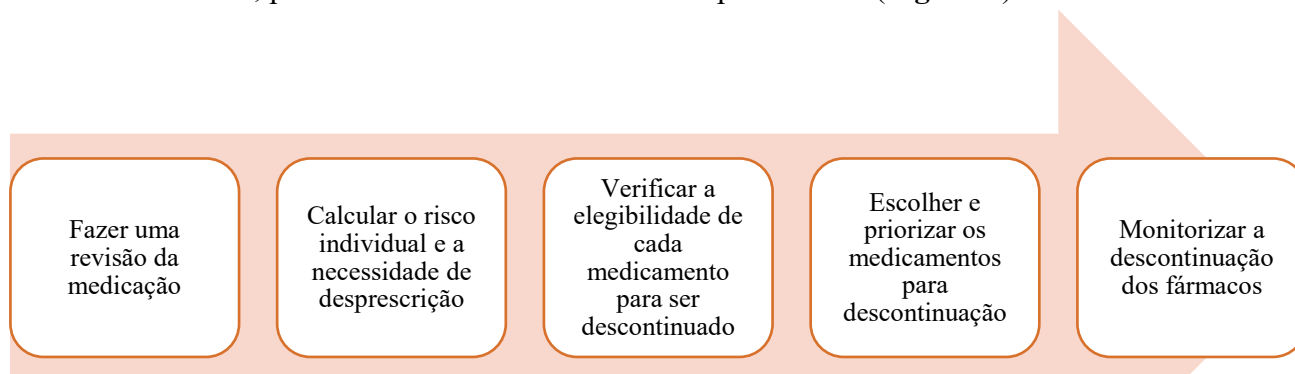 Fazer uma
revisão da
medicação
Calcular o risco
individual e a
necessidade de
desprescrição
Verificar a
elegibilidade de
cada
medicamento
para ser
descontinuado
Escolher e
priorizar os
medicamentos
para
descontinuação
Monitorizar a
descontinuação
dos fármacos